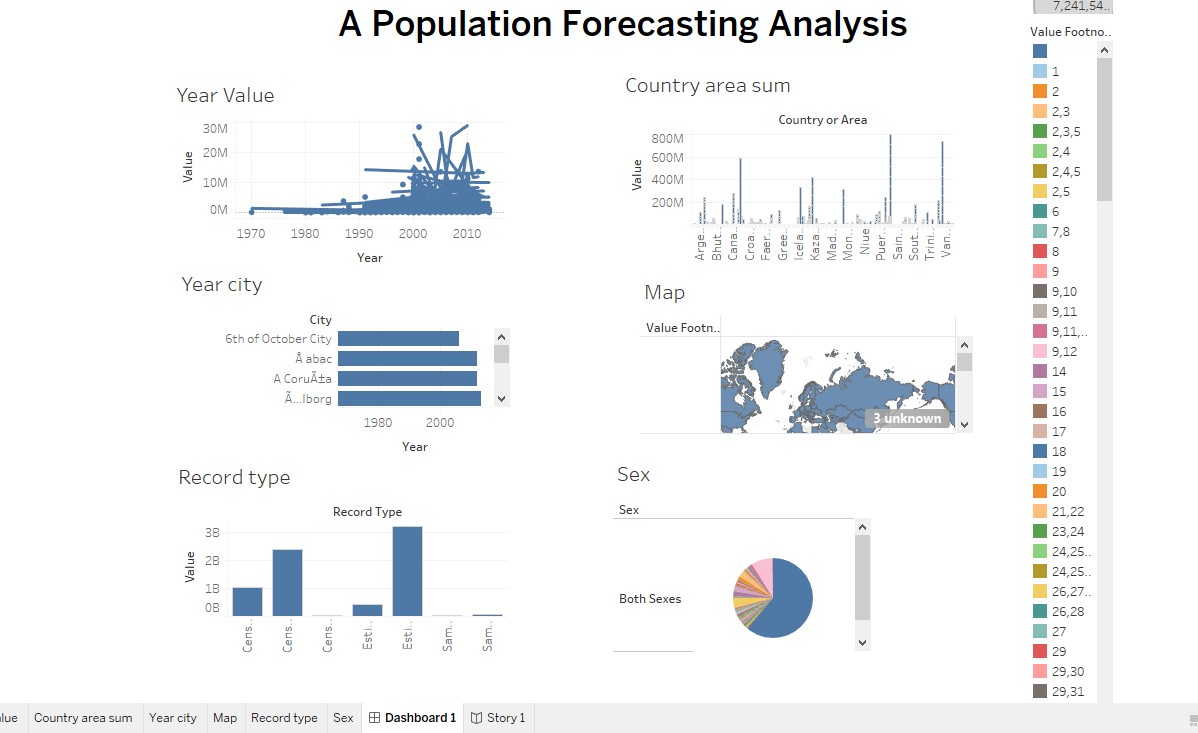 A Population Forecasting Analysis
Year Value
30M
20M
10M
0M
Value
1970 1980 1990 2000 2010
Year
Country area sum
Country or Area
800M
600M
400M
200M
Value
Arge.. Bhut.. Cana.. Croa.. Faer.. Gree.. Icela.. Kaza.. Mad.. Mon.. Niue Puer.. Sain.. Sout.. Trini.. Van..
Year city
City
6th of October City
Å abac
A CoruÃ±a
Ã…lborg
1980 2000
Year
Map
Value Footn..
3 unknown
Record type
Record Type
3B
2B
1B
0B
Value
Cens.. Cens.. Cens.. Esti.. Esti.. Sam.. Sam..
Sex
Sex
Both Sexes
7,241,54..
Value Footno..
1
2
2,3
2,3,5
2,4
2,4,5
2,5
6
7,8
8
9
9,10
9,11
9,11,..
9,12
14
15
16
17
18
19
20
21,22
23,24
24,25..
24,25..
26,27..
26,28
27
29
29,30
29,31
alue Country area sum Year city Map Record type Sex Dashboard 1 Story 1